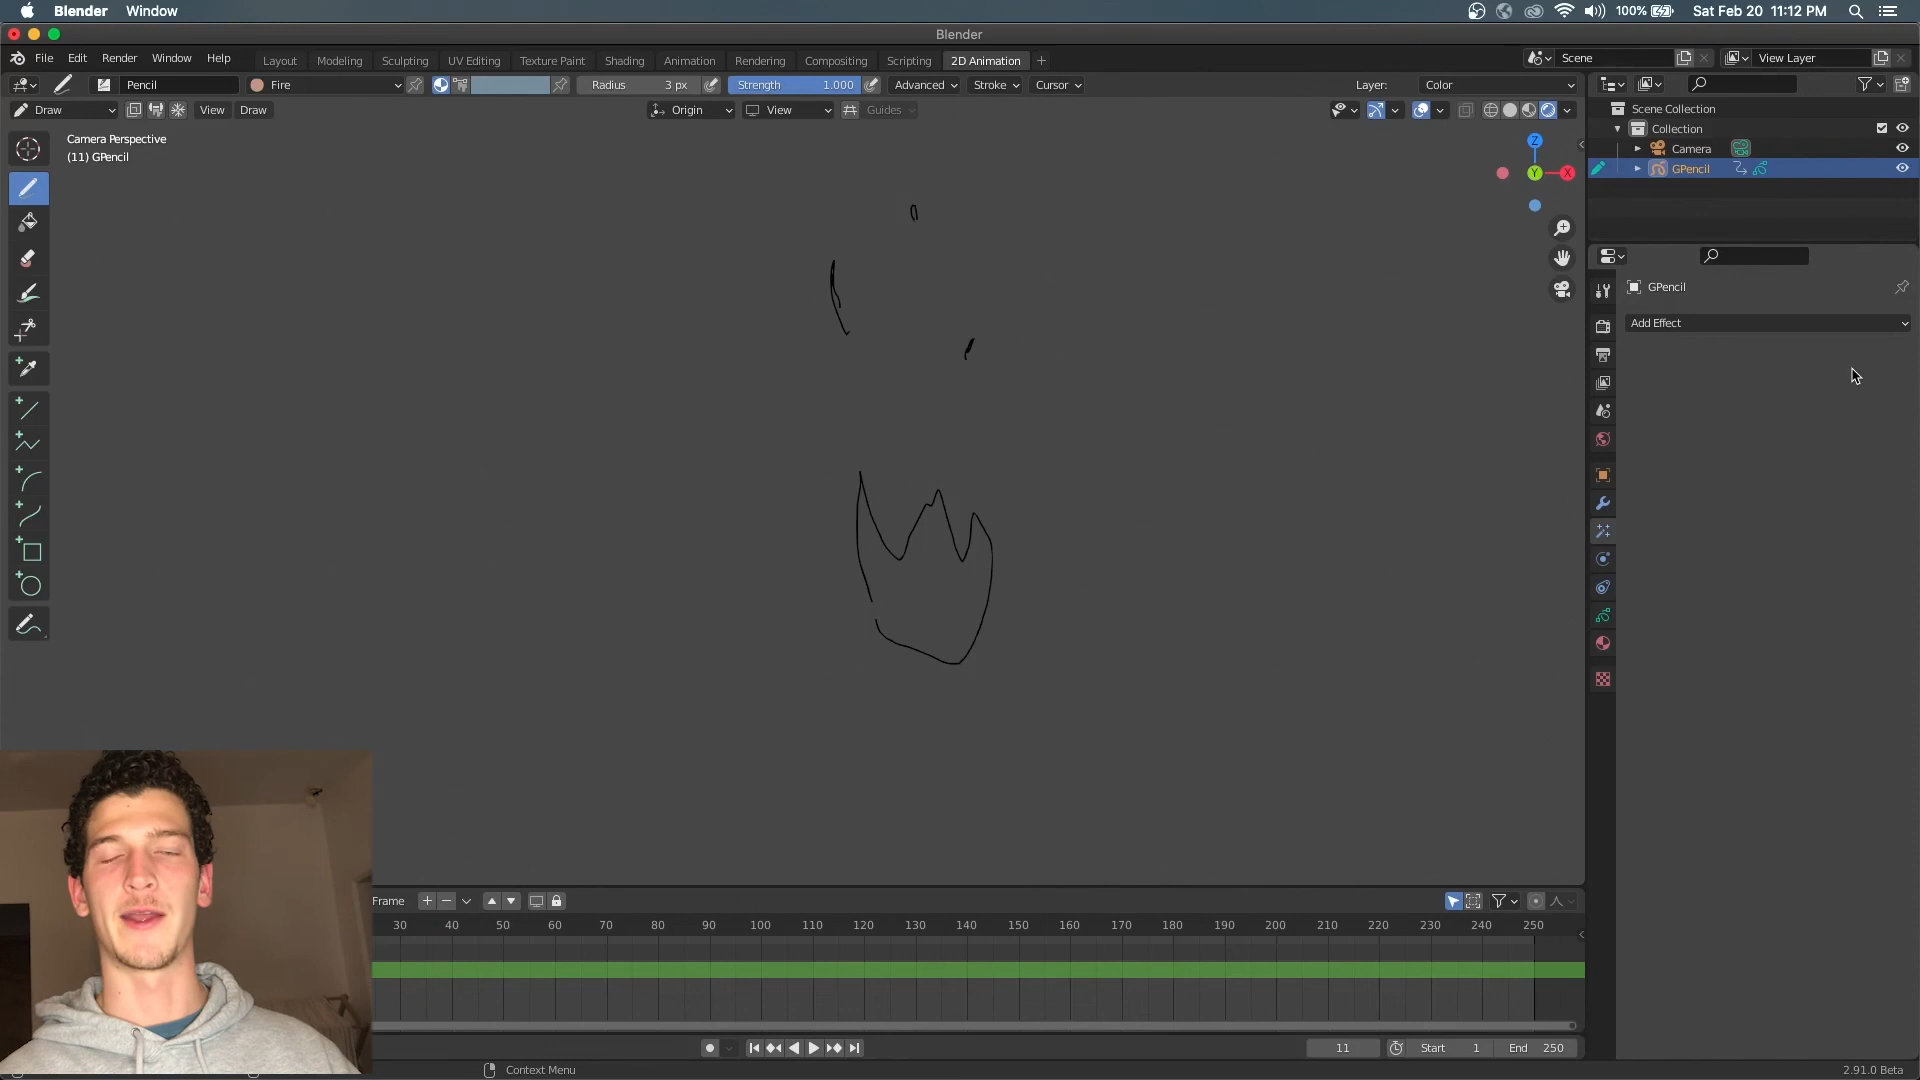 Blender Window 100% Sat Feb 20 11:12 PM
Blender
File Edit Render Window Help Layout Modeling Sculpting UV Editing Texture Paint Shading Animation Rendering Compositing Scripting 2D Animation + Scene View Layer
Pencil Fire Radius 3 px Strength 1.000 Advanced Stroke Cursor Layer: Color
Draw View Draw Origin View Guides
Scene Collection
Collection
Camera
GPencil
Camera Perspective
(11) GPencil
Z
Y
X
GPencil
Add Effect
Frame
30 40 50 60 70 80 90 100 110 120 130 140 150 160 170 180 190 200 210 220 230 240 250
11 Start 1 End 250
Context Menu
2.91.0 Beta